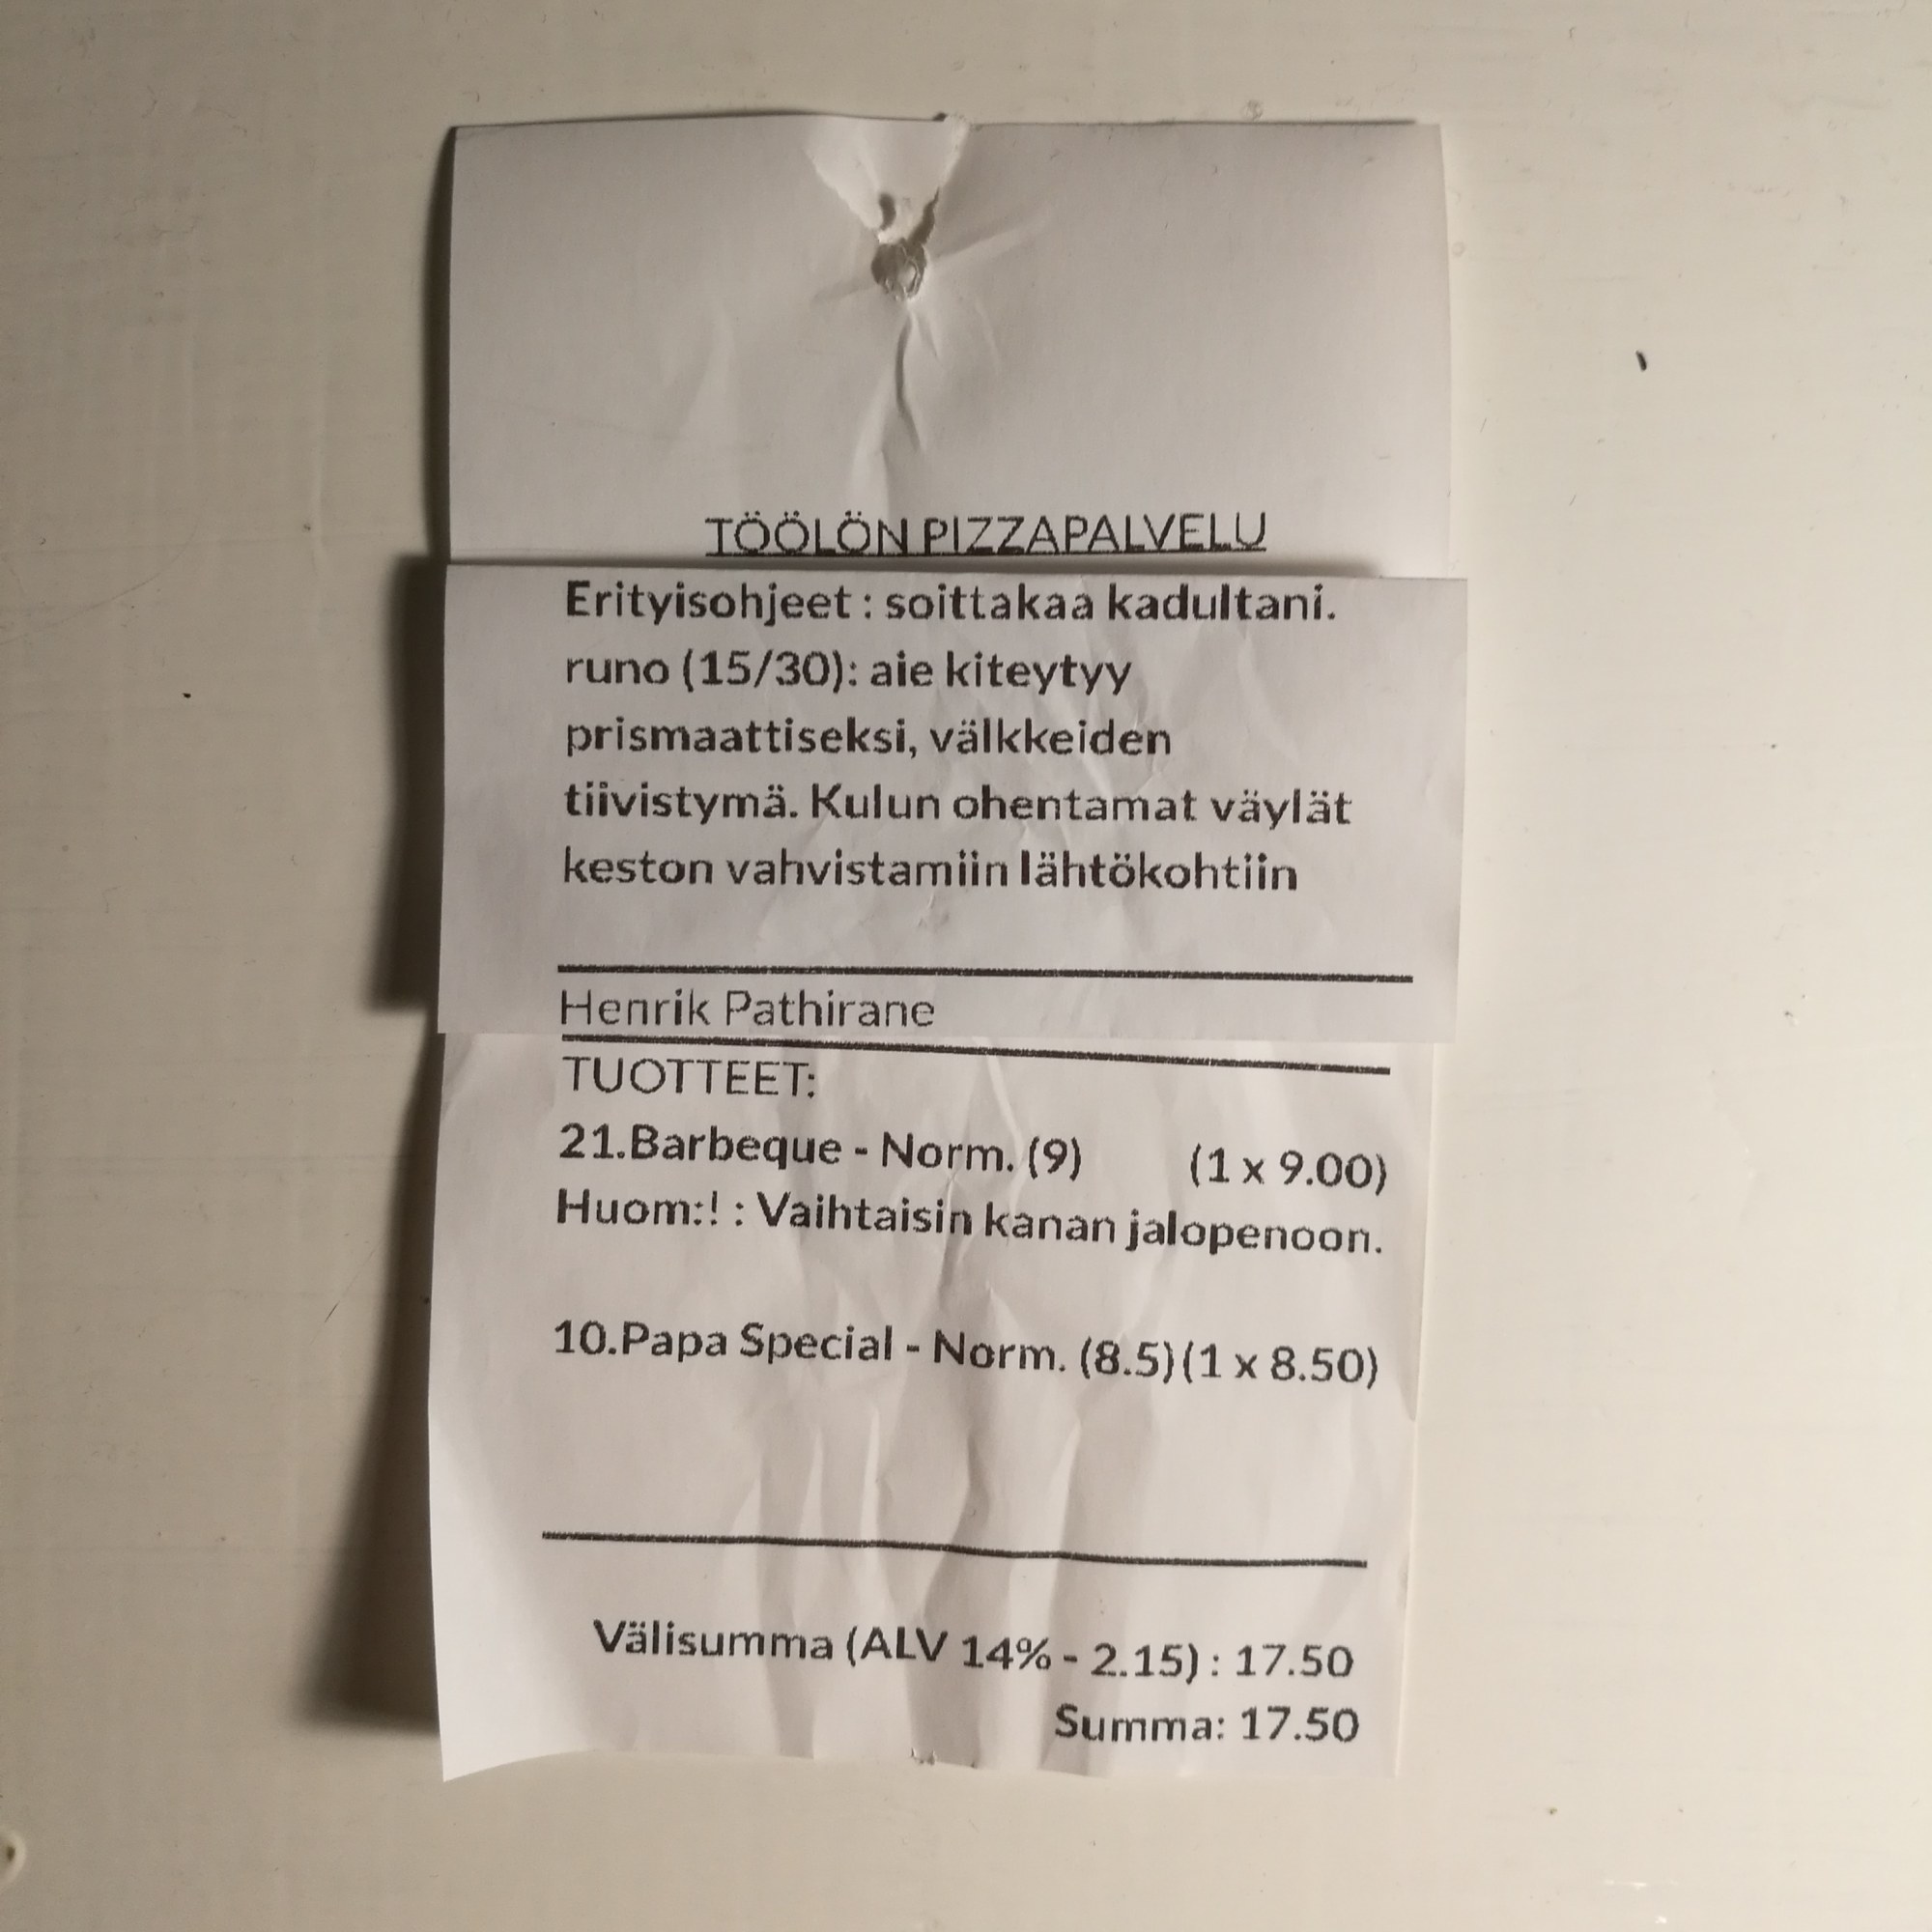 TÖÖLÖN PIZZAPALVELU
Erityisohjeet : soittakaa kadultani.
runo (15/30): aie kiteytyy
prismaattiseksi, välkkeiden
tiivistymä. Kulun ohentamat väylät
keston vahvistamiin lähtökohtiin
Henrik Pathirane
TUOTTEET:
21.Barbeque - Norm. (9) (1 x 9.00)
Huom:! : Vaihtaisin kanan jalopenoon.
10.Papa Special - Norm. (8.5)(1 x 8.50)
Välisumma (ALV 14% - 2.15) : 17.50
Summa: 17.50